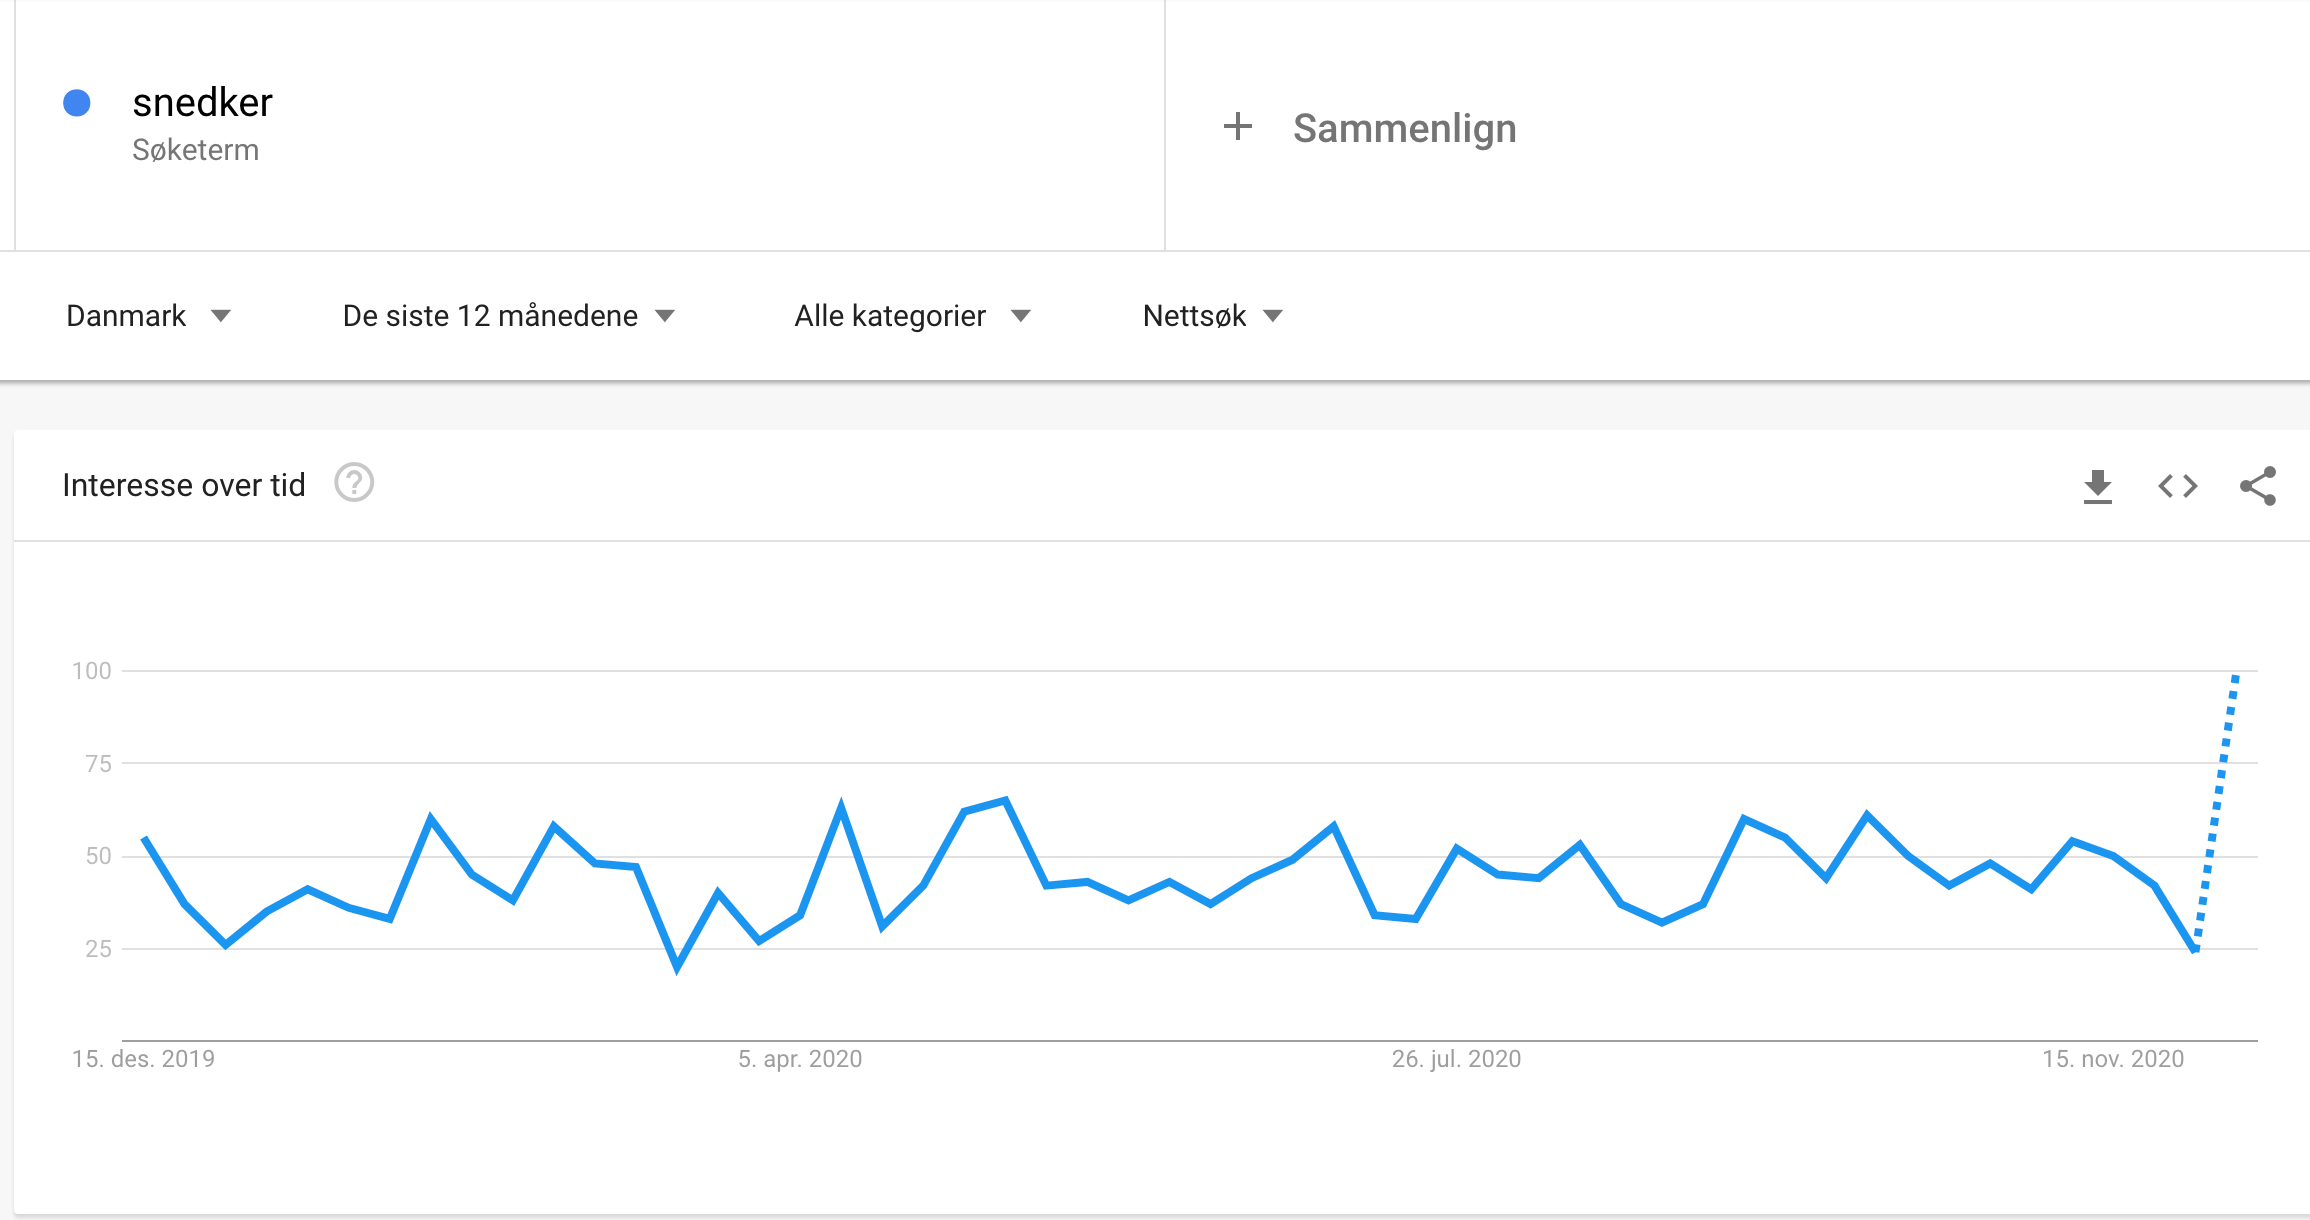 snedker
Søketerm
+ Sammenlign
Danmark
De siste 12 månedene
Alle kategorier
Nettsøk
Interesse over tid
?
100
75
50
25
15. des. 2019
5. apr. 2020
26. jul. 2020
15. nov. 2020